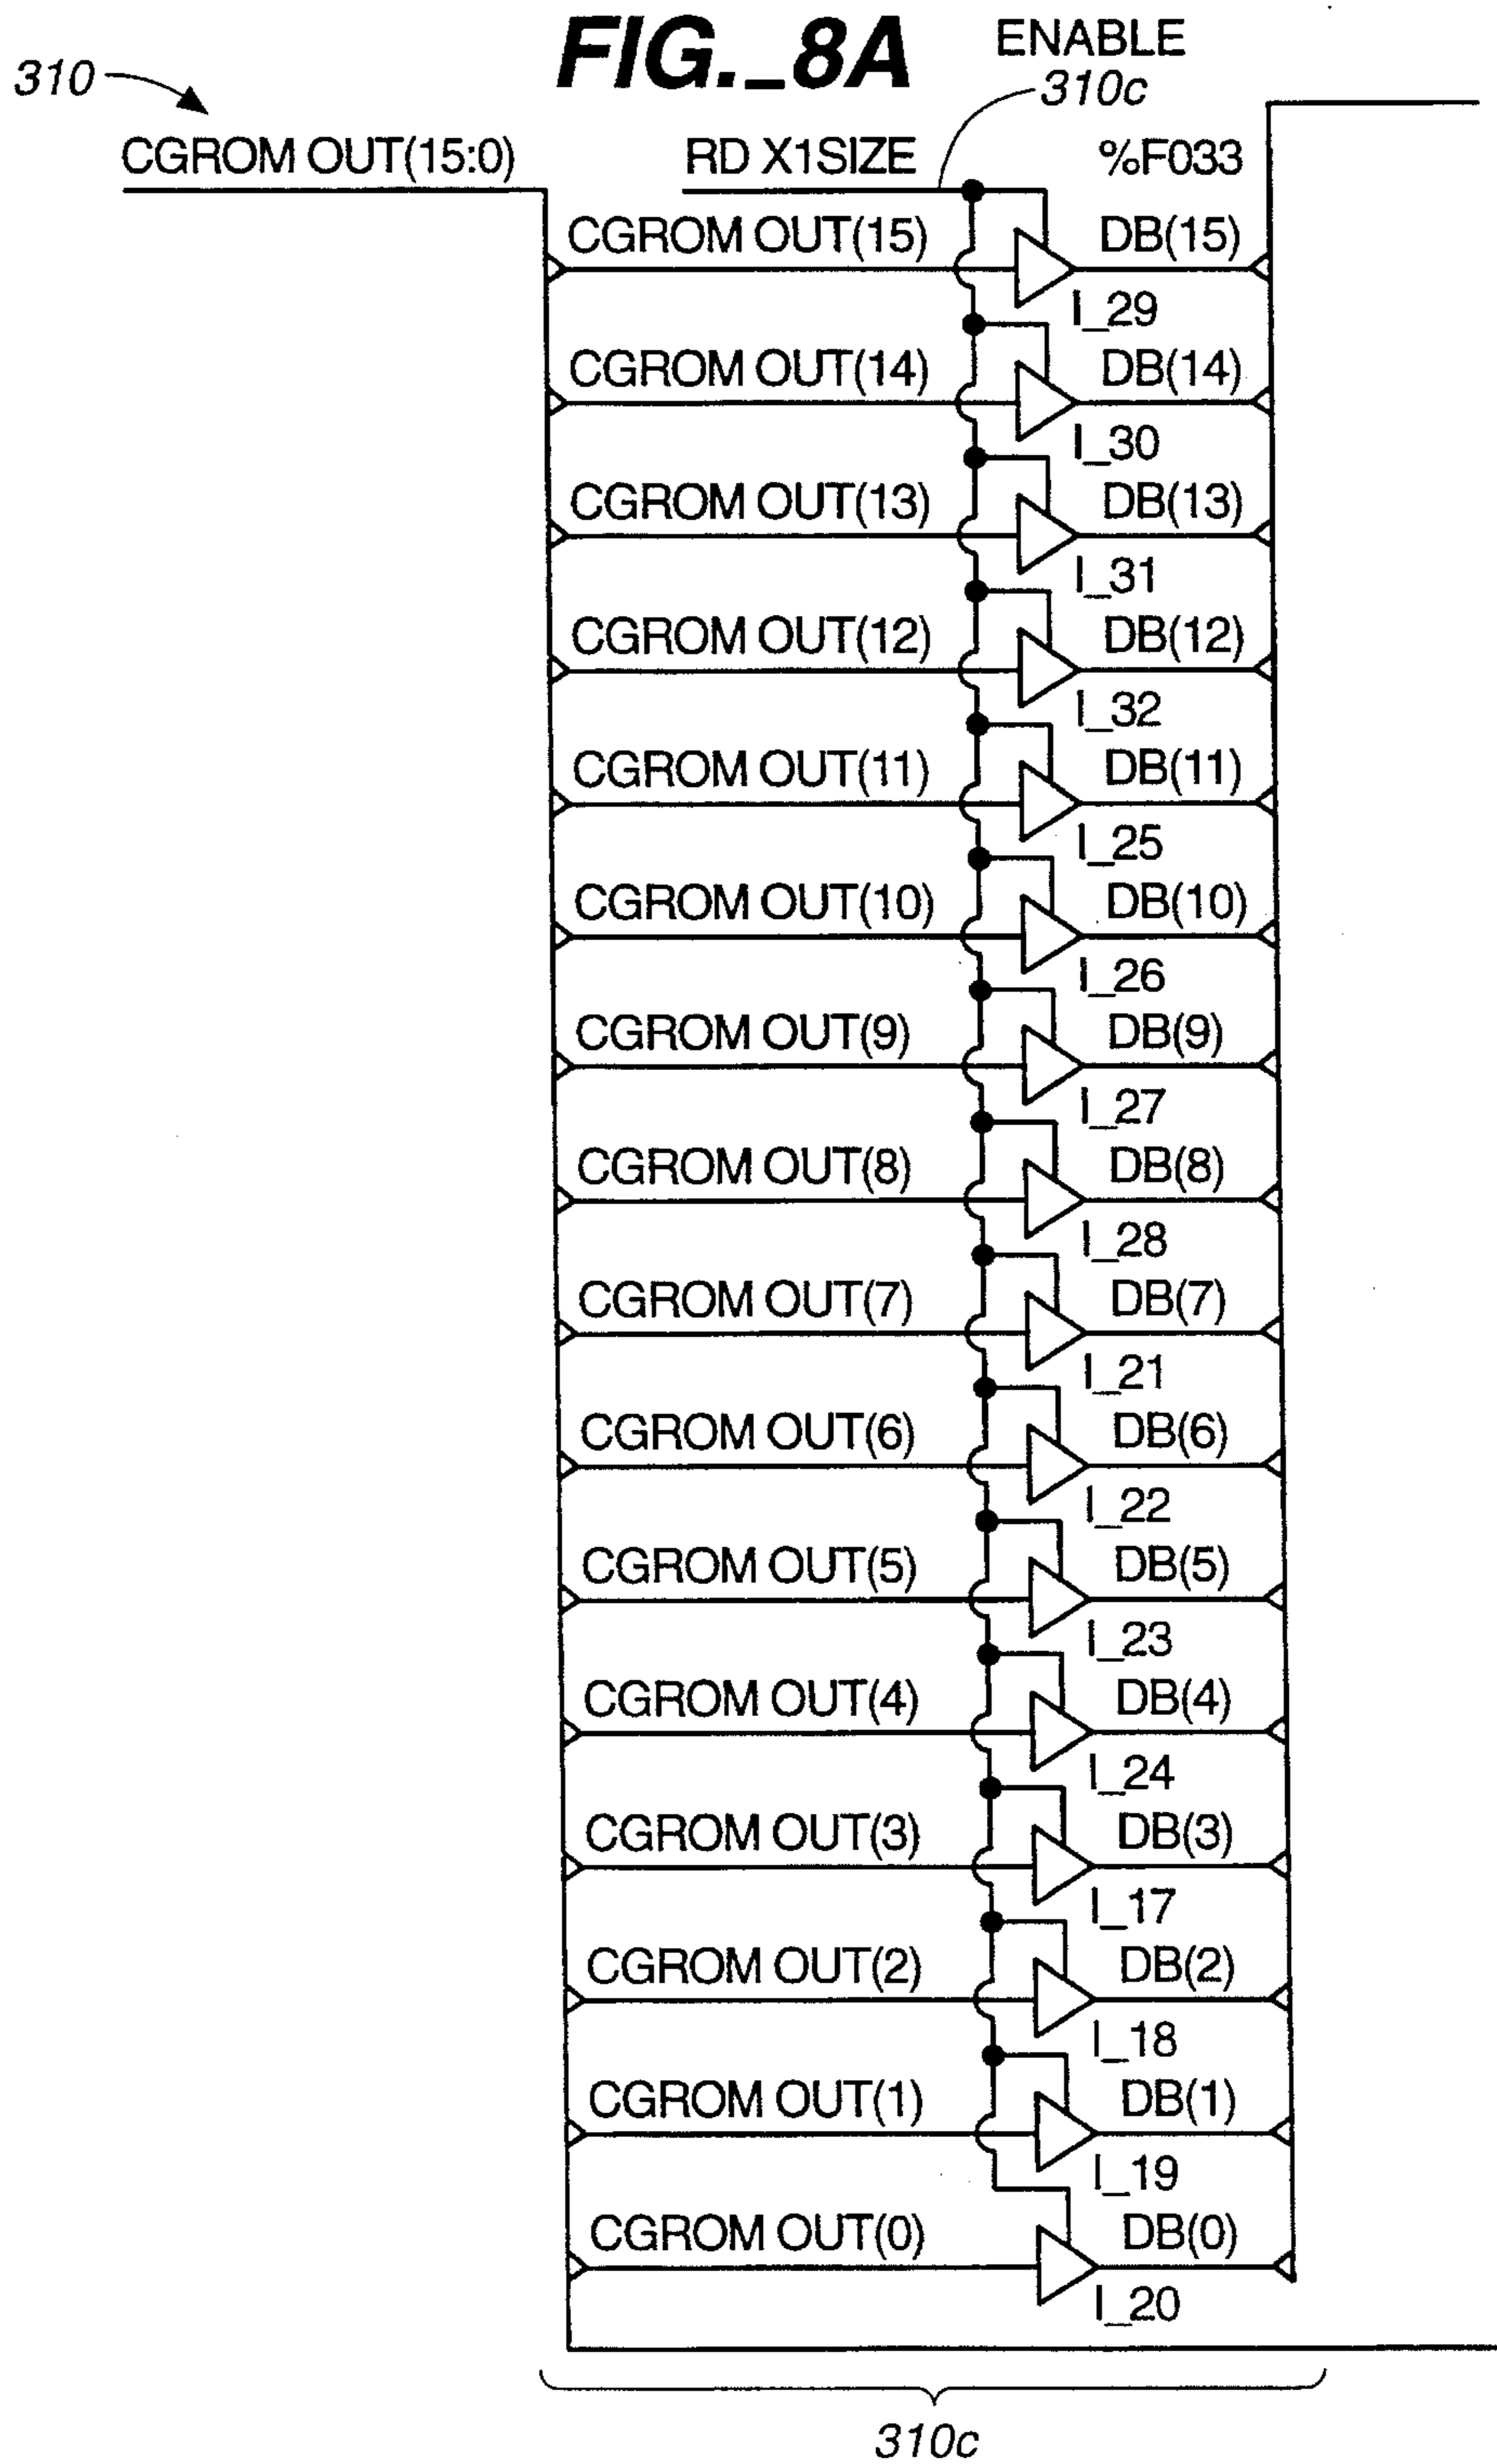 FIG._8A
ENABLE
310
310c
CGROM OUT(15:0)
RD X1SIZE
%F033
CGROM OUT(15)
DB(15)
I_29
CGROM OUT(14)
DB(14)
I_30
CGROM OUT(13)
DB(13)
I_31
CGROM OUT(12)
DB(12)
I_32
CGROM OUT(11)
DB(11)
I_25
CGROM OUT(10)
DB(10)
I_26
CGROM OUT(9)
DB(9)
I_27
CGROM OUT(8)
DB(8)
I_28
CGROM OUT(7)
DB(7)
I_21
CGROM OUT(6)
DB(6)
I_22
CGROM OUT(5)
DB(5)
I_23
CGROM OUT(4)
DB(4)
I_24
CGROM OUT(3)
DB(3)
I_17
CGROM OUT(2)
DB(2)
I_18
CGROM OUT(1)
DB(1)
I_19
CGROM OUT(0)
DB(0)
I_20
310c